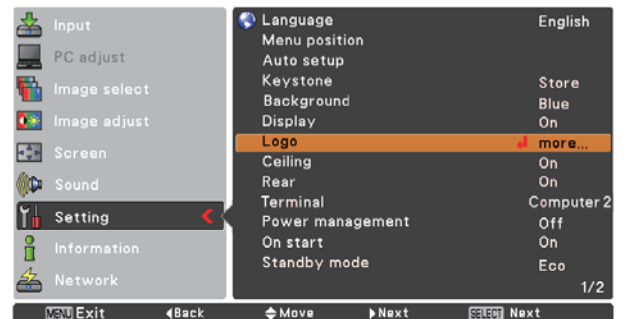 Input
PC adjust
Image select
Image adjust
Screen
Sound
Setting
Information
Network
Language English
Menu position
Auto setup
Keystone Store
Background Blue
Display On
Logo more...
Ceiling On
Rear On
Terminal Computer 2
Power management Off
On start On
Standby mode Eco
1/2
MENU Exit Back Move Next SELECT Next